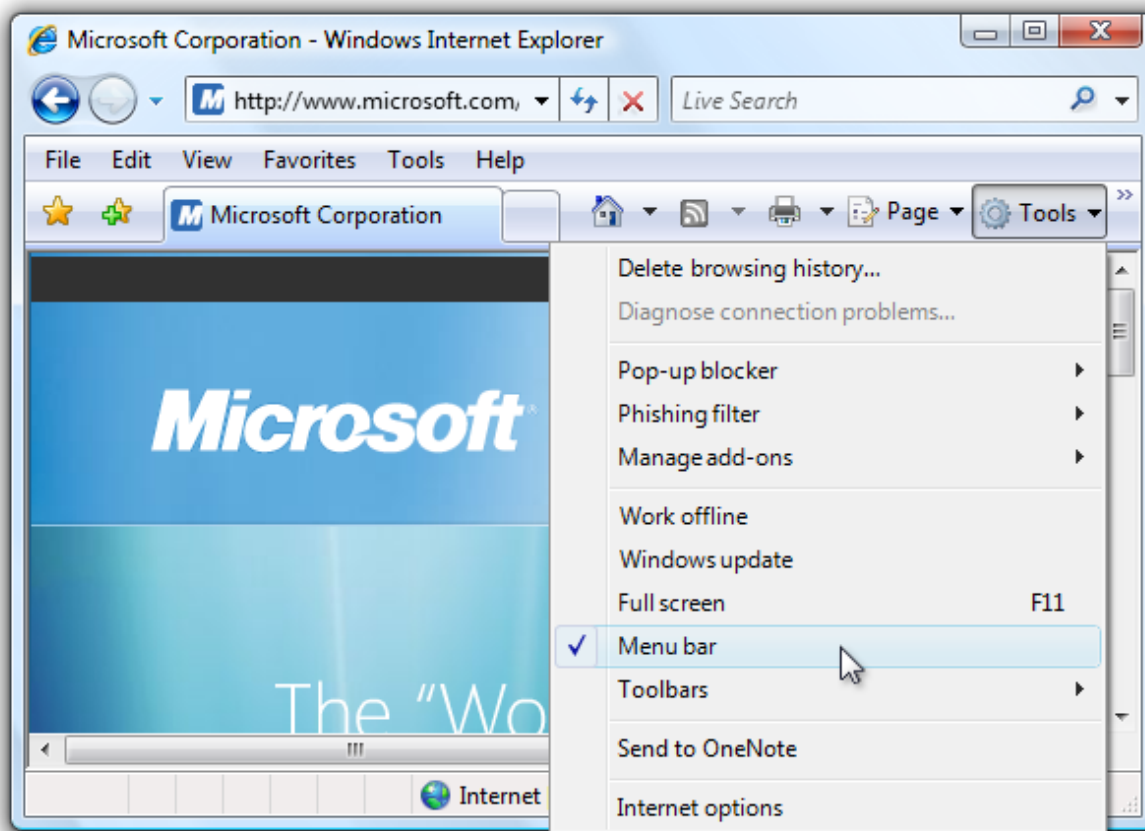 Microsoft Corporation - Windows Internet Explorer
http://www.microsoft.com/
Live Search
File Edit View Favorites Tools Help
Microsoft Corporation
Page
Tools
Delete browsing history...
Diagnose connection problems...
Pop-up blocker
Phishing filter
Manage add-ons
Work offline
Windows update
Full screen F11
Menu bar
Toolbars
Send to OneNote
Internet options
Microsoft®
The "Wo
Internet